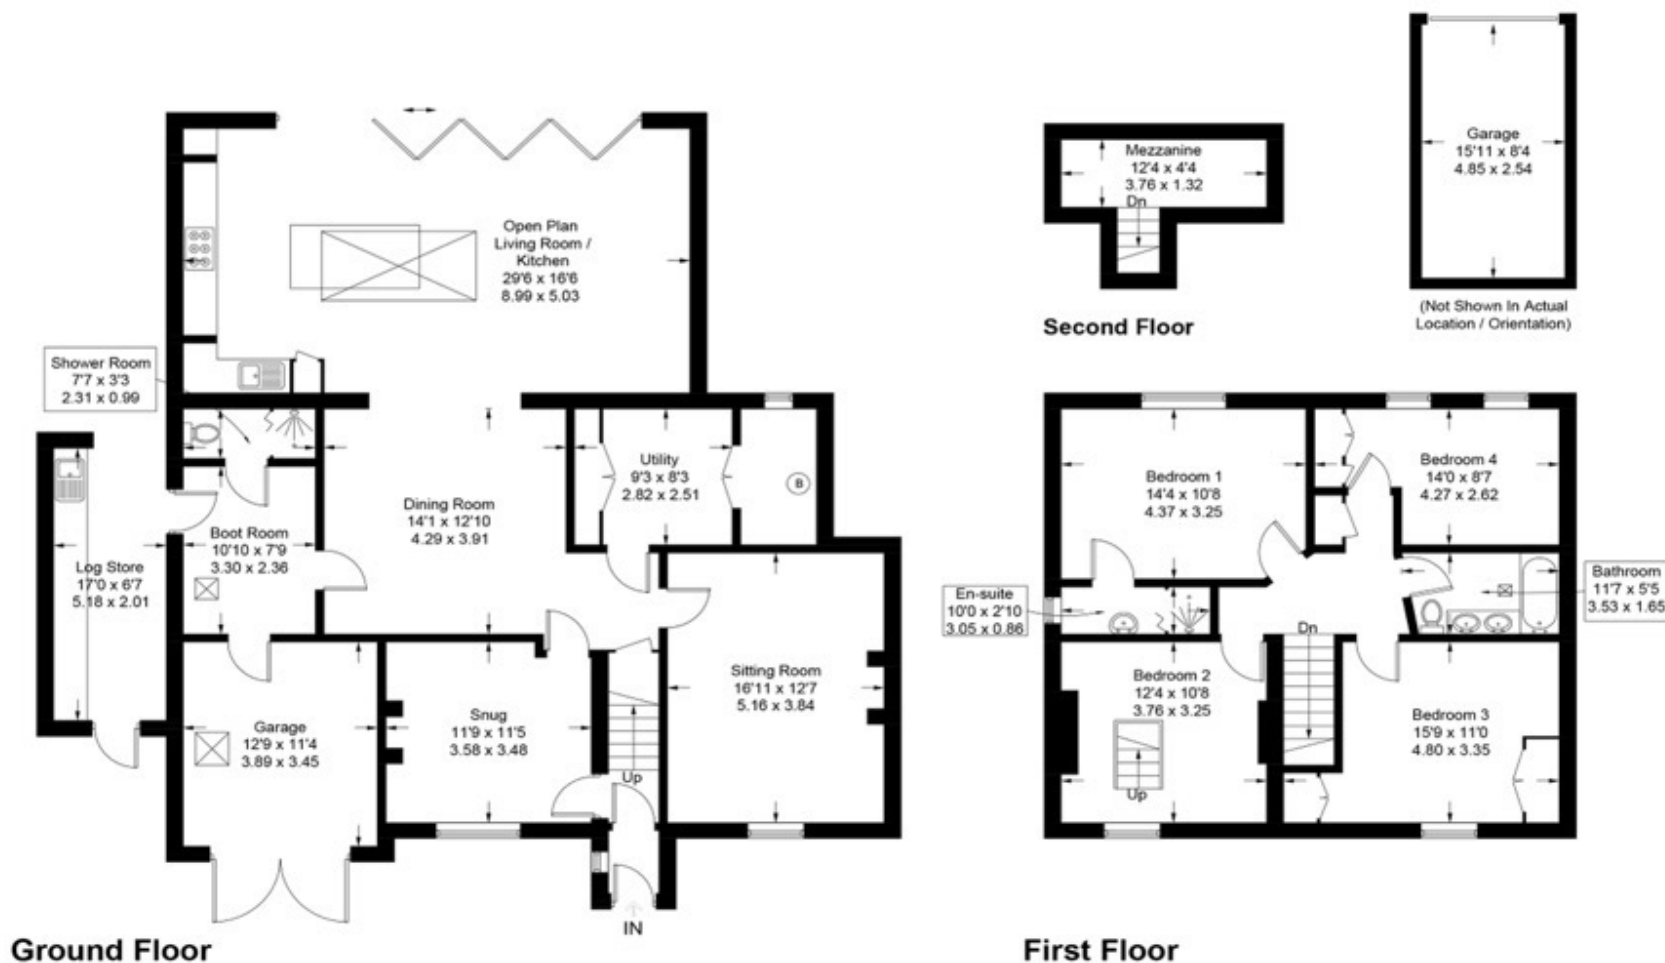 Garage
15'11 x 8'4
4.85 x 2.54
(Not Shown In Actual
Location / Orientation)
Mezzanine
12'4 x 4'4
3.76 x 1.32
Dn
Second Floor
Open Plan
Living Room /
Kitchen
29'6 x 16'6
8.99 x 5.03
Shower Room
7'7 x 3'3
2.31 x 0.99
Utility
9'3 x 8'3
2.82 x 2.51
B
Dining Room
14'1 x 12'10
4.29 x 3.91
Boot Room
10'10 x 7'9
3.30 x 2.36
Log Store
17'0 x 6'7
5.18 x 2.01
Sitting Room
16'11 x 12'7
5.16 x 3.84
Snug
11'9 x 11'5
3.58 x 3.48
Garage
12'9 x 11'4
3.89 x 3.45
Up
IN
Ground Floor
Bedroom 1
14'4 x 10'8
4.37 x 3.25
Bedroom 4
14'0 x 8'7
4.27 x 2.62
En-suite
10'0 x 2'10
3.05 x 0.86
Bathroom
11'7 x 5'5
3.53 x 1.65
Dn
Bedroom 2
12'4 x 10'8
3.76 x 3.25
Up
Bedroom 3
15'9 x 11'0
4.80 x 3.35
First Floor